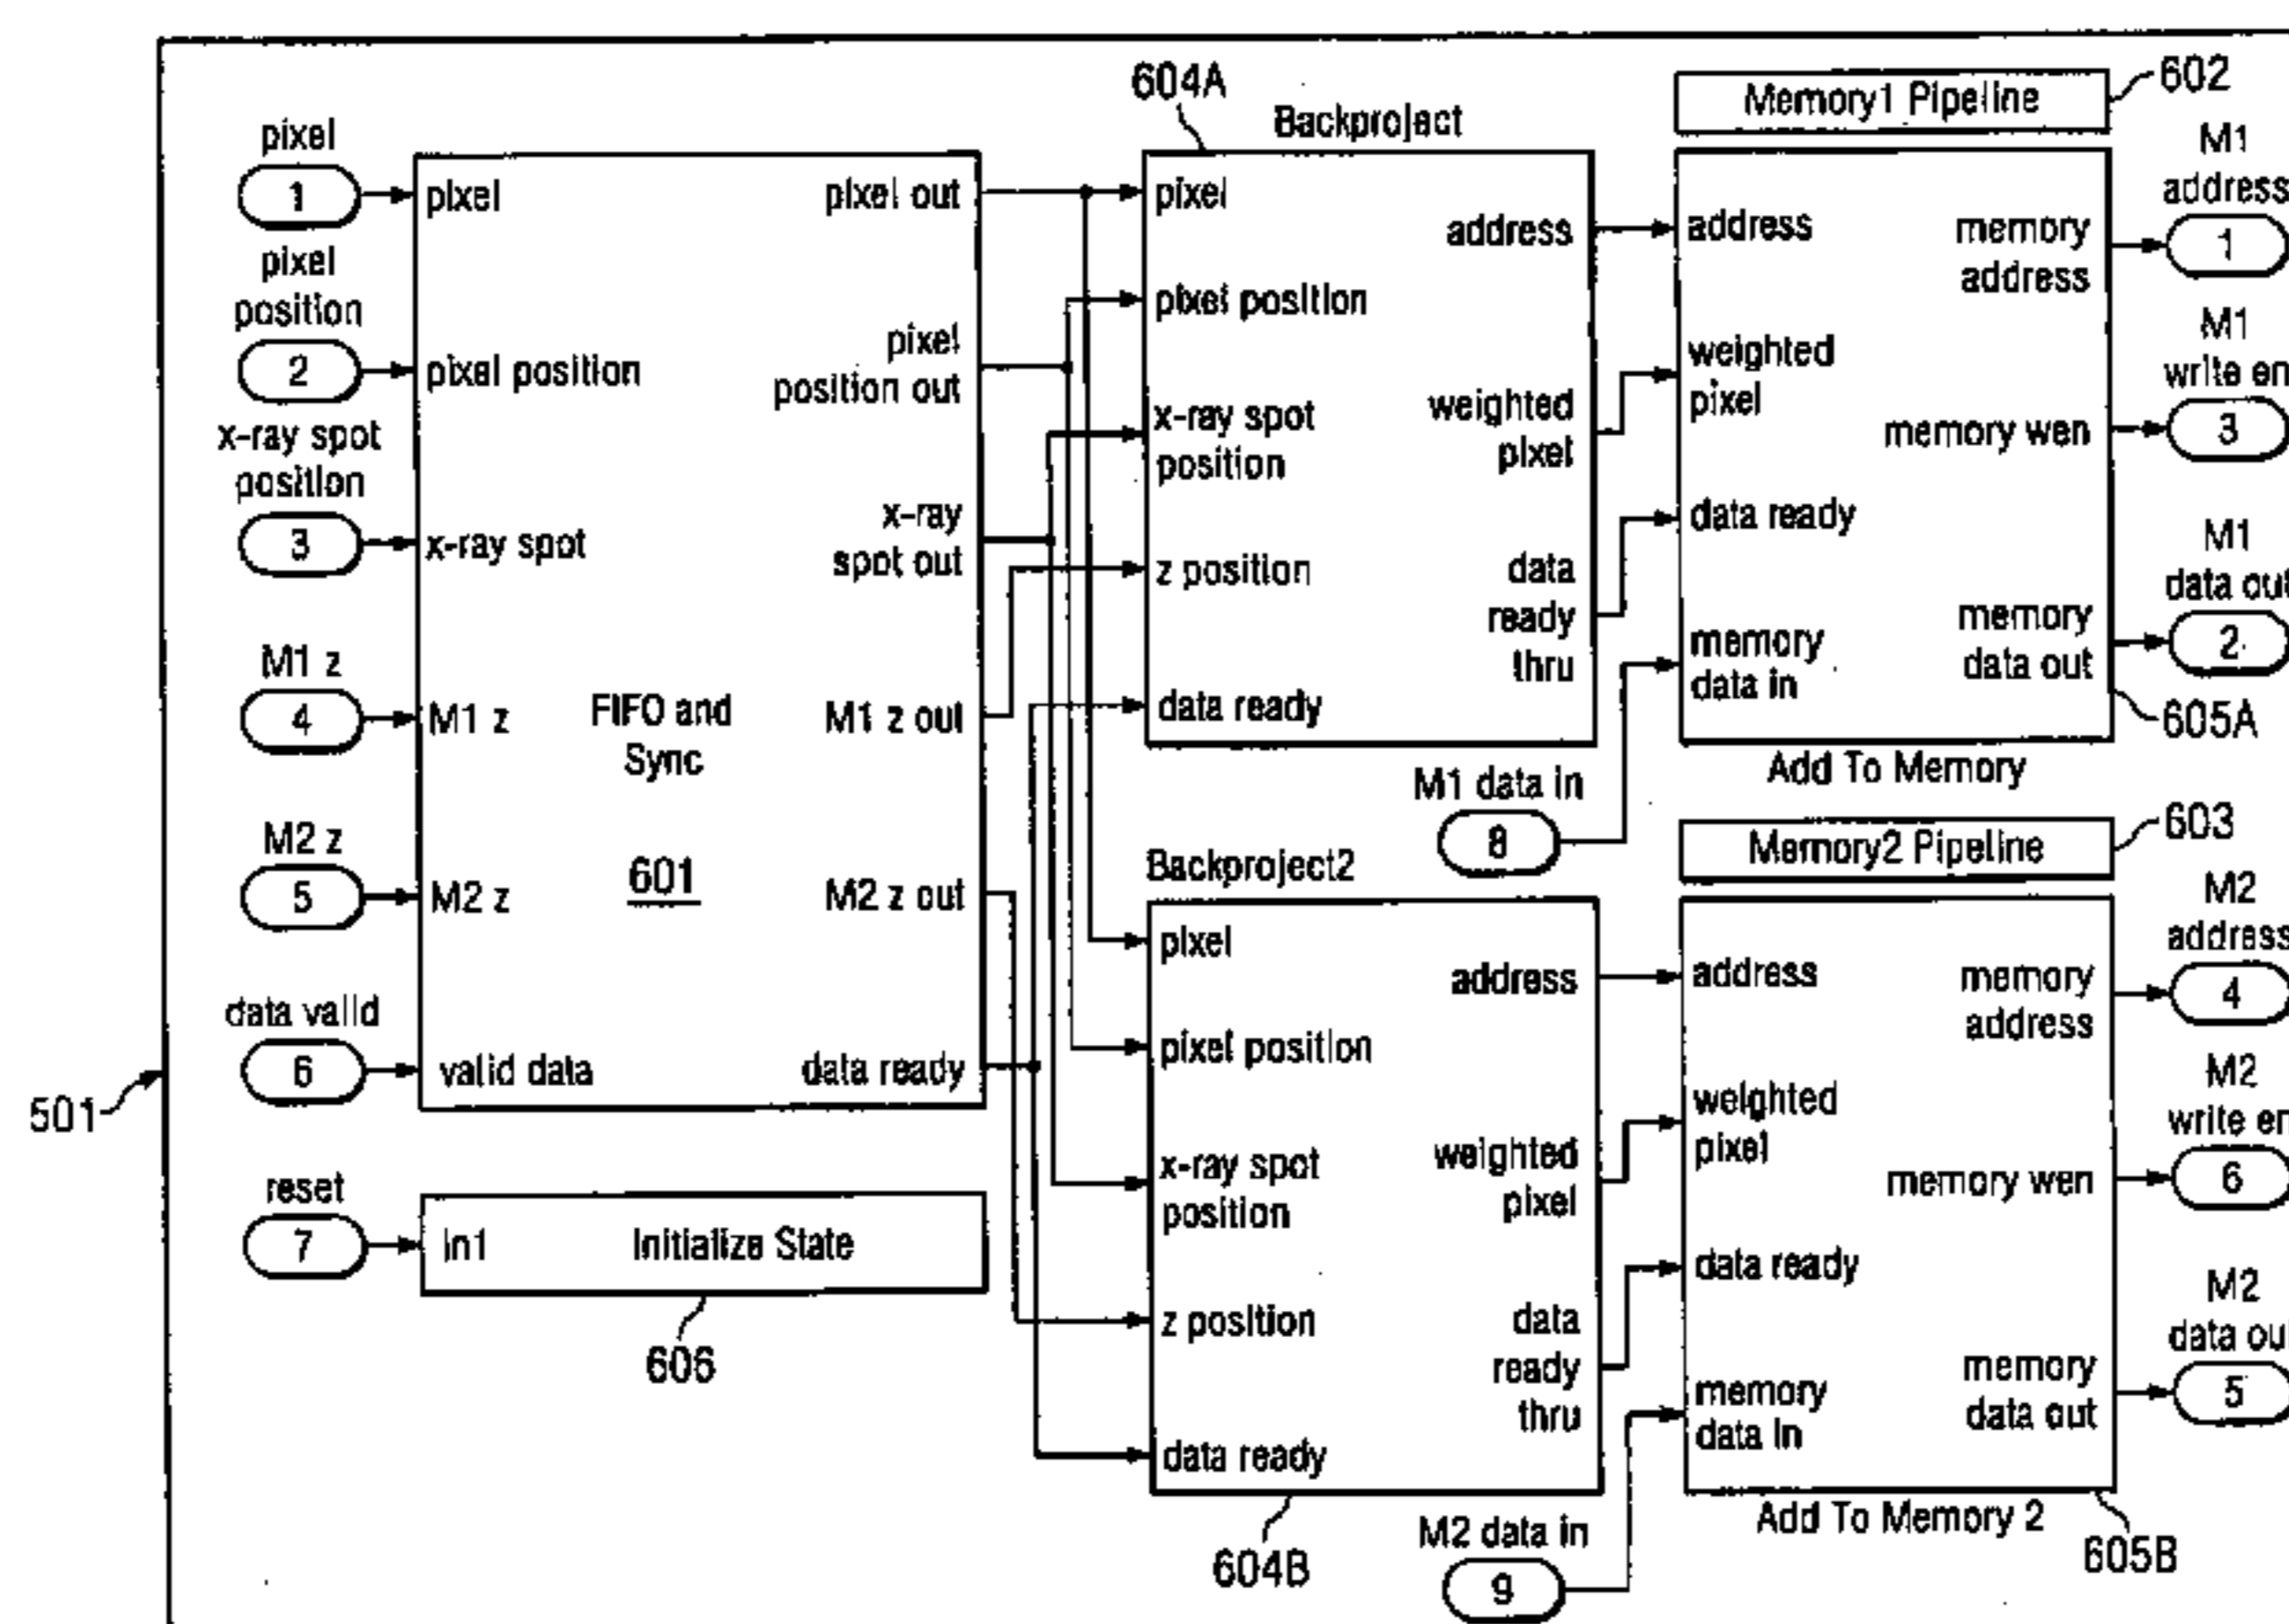 604A
602
Backproject
Memory1 Pipeline
pixel
1
pixel
position
2
x-ray spot
position
3
M1 z
4
M2 z
5
data valid
6
reset
7
501
pixel
pixel position
x-ray spot
M1 z
M2 z
valid data
FIFO and
Sync
601
pixel out
pixel
position out
x-ray
spot out
M1 z out
M2 z out
data ready
In1
Initialize State
606
pixel
pixel position
x-ray spot
position
z position
data ready
address
weighted
pixel
data
ready
thru
address
weighted
pixel
data ready
memory
data in
memory
address
memory wen
memory
data out
M1
address
1
M1
write en
3
M1
data out
2
605A
Add To Memory
M1 data in
8
603
Memory2 Pipeline
Backproject2
pixel
pixel position
x-ray spot
position
z position
data ready
address
weighted
pixel
data
ready
thru
address
weighted
pixel
data ready
memory
data in
memory
address
memory wen
memory
data out
M2
address
4
M2
write en
6
M2
data out
5
604B
M2 data in
9
Add To Memory 2
605B